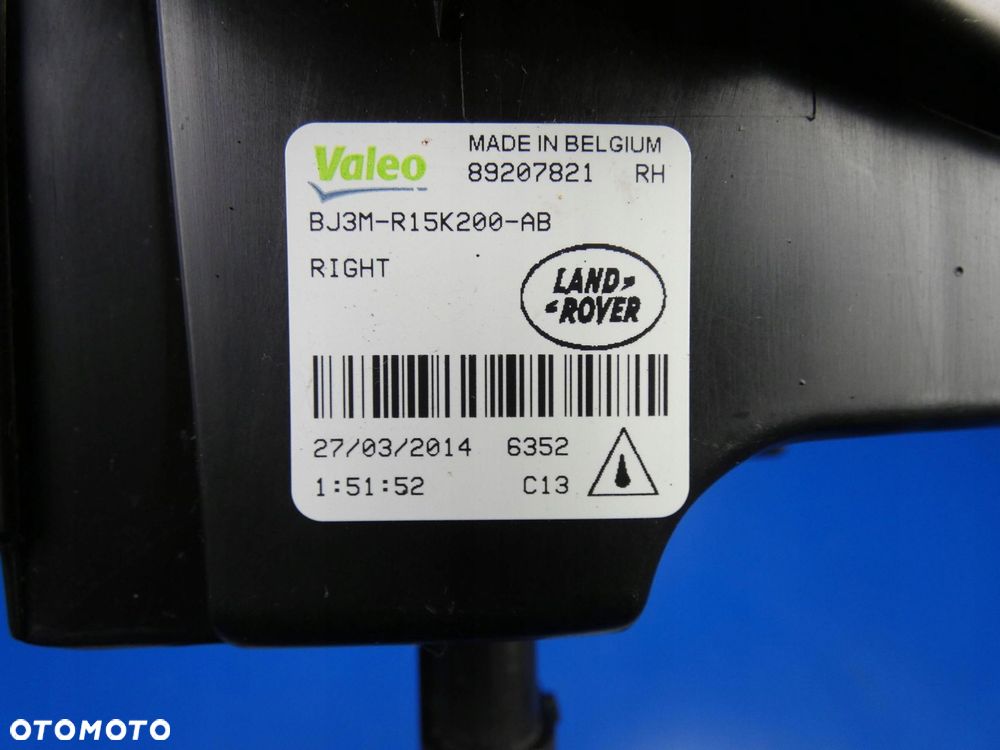 Valeo MADE IN BELGIUM
89207821 RH
BJ3M-R15K200-AB
RIGHT
LAND
ROVER
27/03/2014 6352
1:51:52 C13
OTOMOTO